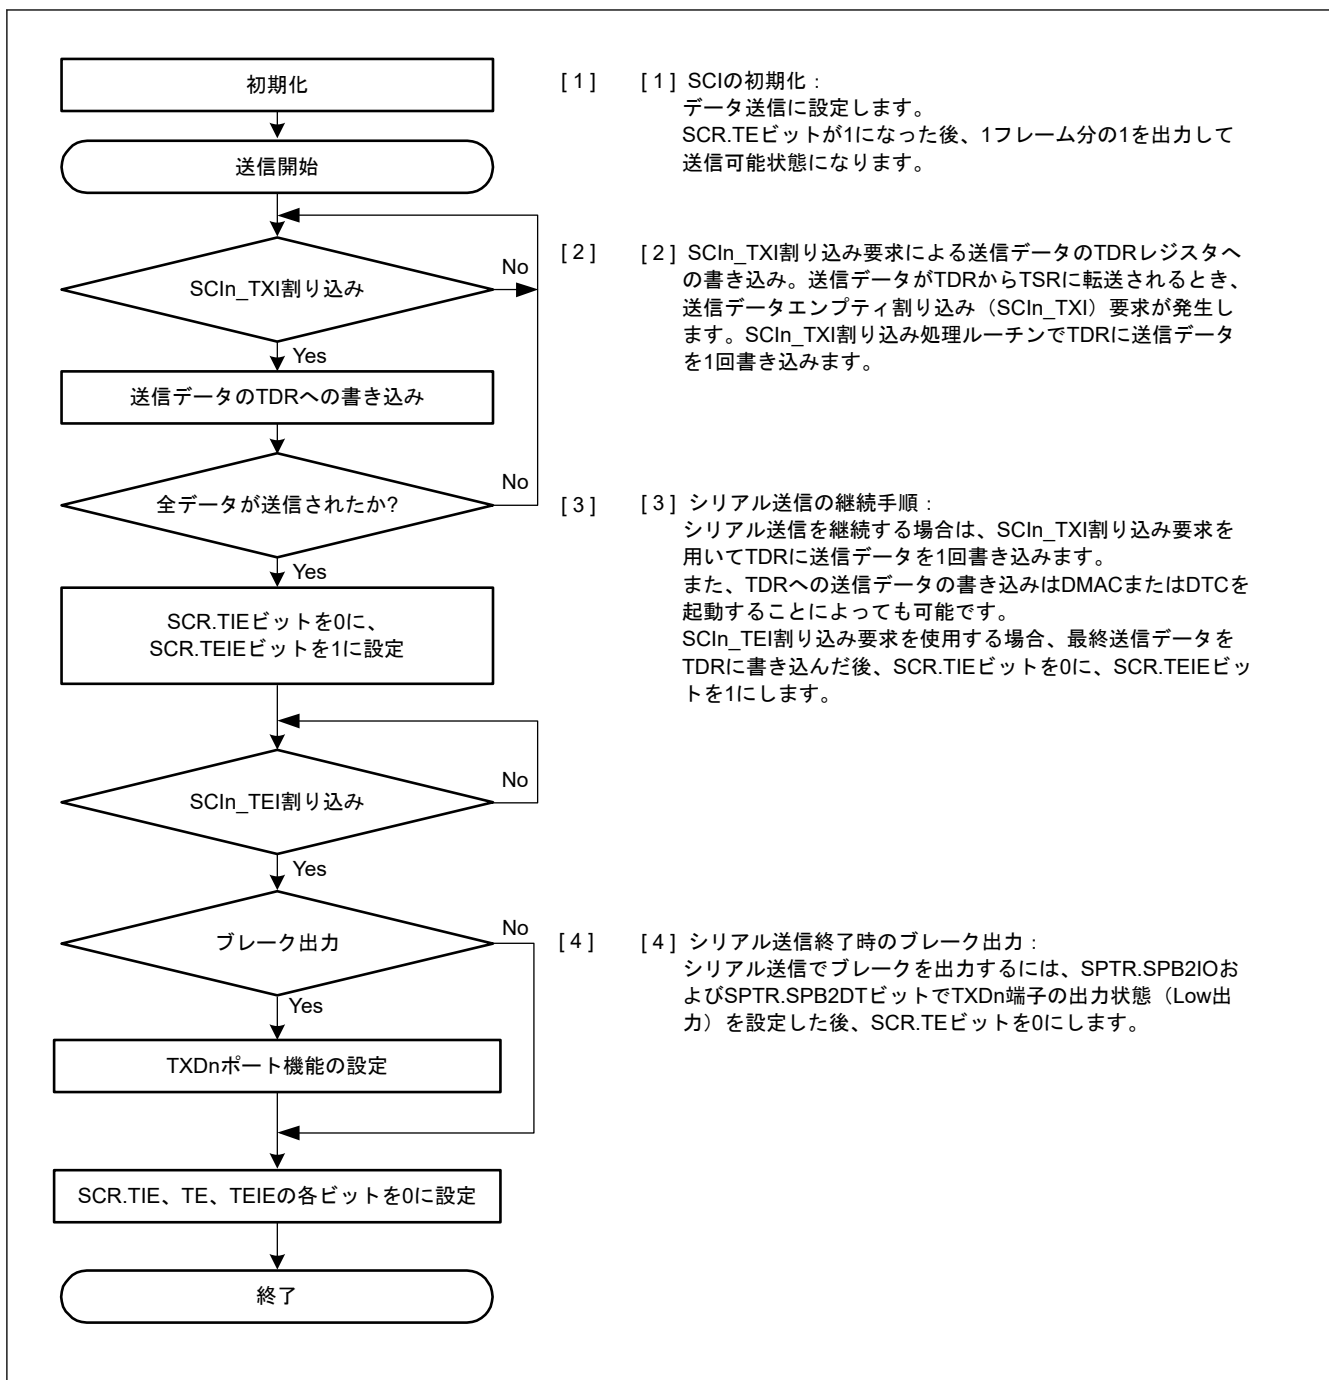 初期化
[ 1 ]
[ 1 ] SCIの初期化：
データ送信に設定します。
SCR.TEビットが1になった後、1フレーム分の1を出力して
送信可能状態になります。
送信開始
SCIn_TXI割り込み
No
Yes
[ 2 ]
[ 2 ] SCIn_TXI割り込み要求による送信データのTDRレジスタへ
の書き込み。送信データがTDRからTSRに転送されるとき、
送信データエンプティ割り込み（SCIn_TXI）要求が発生し
ます。SCIn_TXI割り込み処理ルーチンでTDRに送信データ
を1回書き込みます。
送信データのTDRへの書き込み
全データが送信されたか?
No
Yes
[ 3 ]
[ 3 ] シリアル送信の継続手順：
シリアル送信を継続する場合は、SCIn_TXI割り込み要求を
用いてTDRに送信データを1回書き込みます。
また、TDRへの送信データの書き込みはDMACまたはDTCを
起動することによっても可能です。
SCIn_TEI割り込み要求を使用する場合、最終送信データを
TDRに書き込んだ後、SCR.TIEビットを0に、SCR.TEIEビッ
トを1にします。
SCR.TIEビットを0に、
SCR.TEIEビットを1に設定
SCIn_TEI割り込み
No
Yes
ブレーク出力
No
Yes
[ 4 ]
[ 4 ] シリアル送信終了時のブレーク出力：
シリアル送信でブレークを出力するには、SPTR.SPB2IOお
よびSPTR.SPB2DTビットでTXDn端子の出力状態（Low出
力）を設定した後、SCR.TEビットを0にします。
TXDnポート機能の設定
SCR.TIE、TE、TEIEの各ビットを0に設定
終了